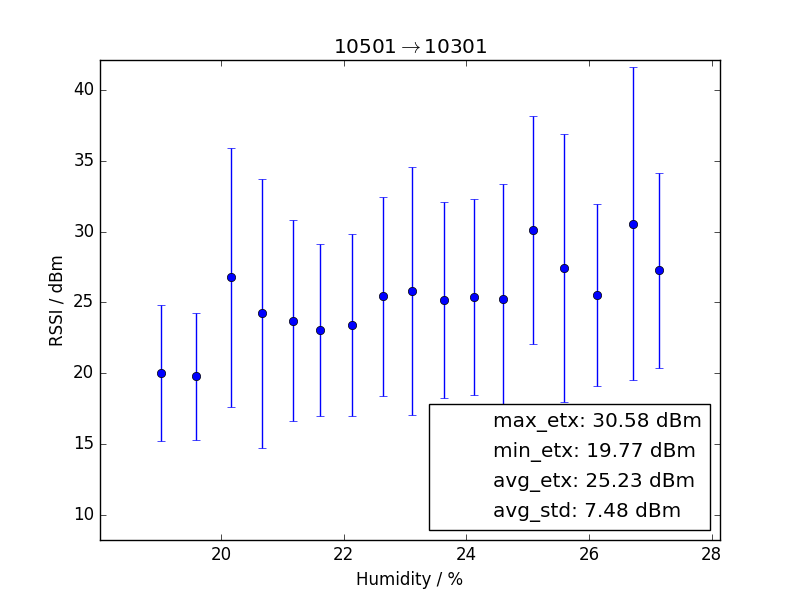 10501→10301
40
35
30
25
20
15
10
RSSI / dBm
max_etx: 30.58 dBm
min_etx: 19.77 dBm
avg_etx: 25.23 dBm
avg_std: 7.48 dBm
20 22 24 26 28
Humidity / %